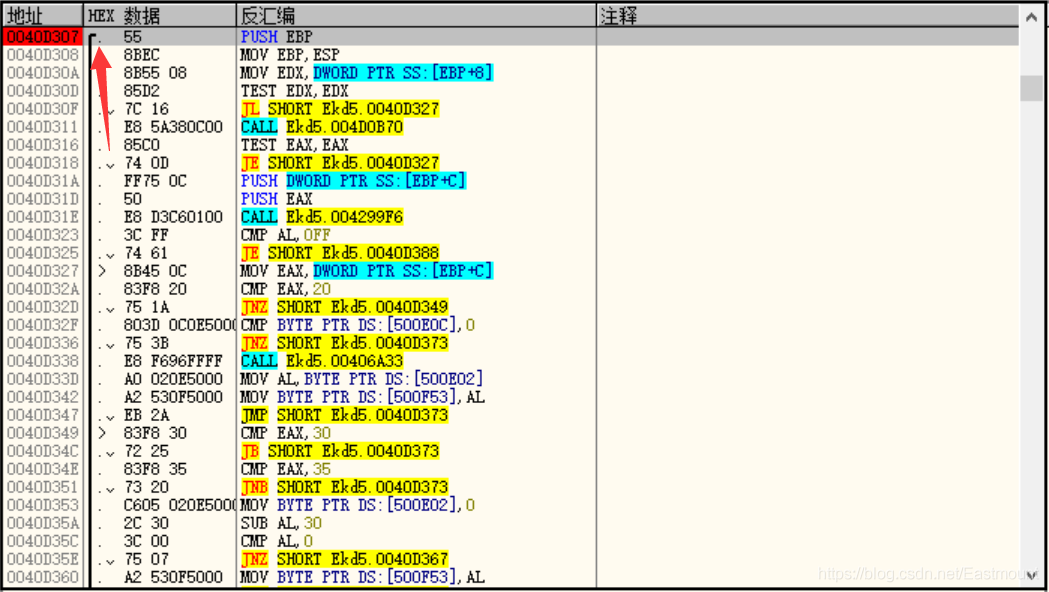 地址 HEX 数据 反汇编 注释
0040D307 . 55 PUSH EBP
0040D308 . 8BEC MOV EBP,ESP
0040D30A . 8B55 08 MOV EDX,DWORD PTR SS:[EBP+8]
0040D30D . 85D2 TEST EDX,EDX
0040D30F . 7C 16 JL SHORT Ekd5.0040D327
0040D311 . E8 5A380C00 CALL Ekd5.004D0B70
0040D316 . 85C0 TEST EAX,EAX
0040D318 . 74 0D JE SHORT Ekd5.0040D327
0040D31A . FF75 0C PUSH DWORD PTR SS:[EBP+C]
0040D31D . 50 PUSH EAX
0040D31E . E8 D3C60100 CALL Ekd5.004299F6
0040D323 . 3C FF CMP AL,0FF
0040D325 . 74 61 JE SHORT Ekd5.0040D388
0040D327 > 8B45 0C MOV EAX,DWORD PTR SS:[EBP+C]
0040D32A . 83F8 20 CMP EAX,20
0040D32D . 75 1A JNZ SHORT Ekd5.0040D349
0040D32F . 803D 0C0E500( CMP BYTE PTR DS:[500E0C],0
0040D336 . 75 3B JNZ SHORT Ekd5.0040D373
0040D338 . E8 F696FFFF CALL Ekd5.00406A33
0040D33D . A0 020E5000 MOV AL,BYTE PTR DS:[500E02]
0040D342 . A2 530F5000 MOV BYTE PTR DS:[500F53],AL
0040D347 . EB 2A JMP SHORT Ekd5.0040D373
0040D349 > 83F8 30 CMP EAX,30
0040D34C . 72 25 JB SHORT Ekd5.0040D373
0040D34E . 83F8 35 CMP EAX,35
0040D351 . 73 20 JNB SHORT Ekd5.0040D373
0040D353 . C605 020E500( MOV BYTE PTR DS:[500E02],0
0040D35A . 2C 30 SUB AL,30
0040D35C . 3C 00 CMP AL,0
0040D35E . 75 07 JNZ SHORT Ekd5.0040D367
0040D360 . A2 530F5000 MOV BYTE PTR DS:[500F53],AL